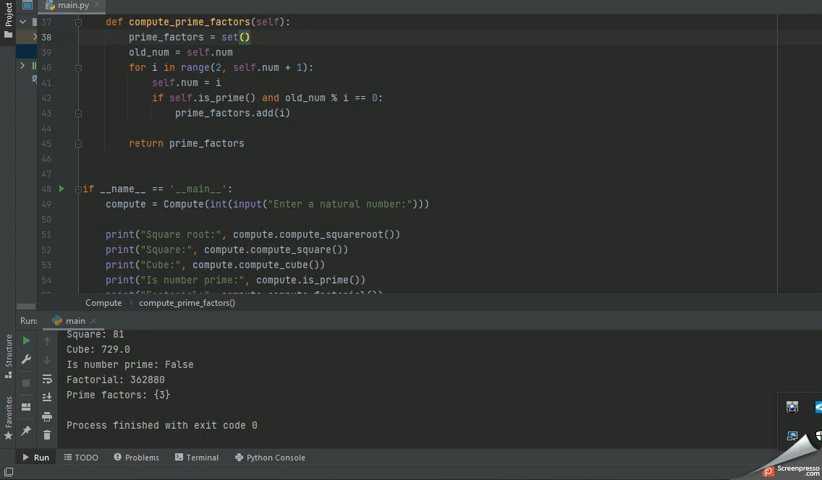 Project
main.py
37 def compute_prime_factors(self):
38 prime_factors = set()
39 old_num = self.num
40 for i in range(2, self.num + 1):
41 self.num = i
42 if self.is_prime() and old_num % i == 0:
43 prime_factors.add(i)
44
45 return prime_factors
46
47
48 if __name__ == '__main__':
49 compute = Compute(int(input("Enter a natural number:")))
50
51 print("Square root:", compute.compute_squareroot())
52 print("Square:", compute.compute_square())
53 print("Cube:", compute.compute_cube())
54 print("Is number prime:", compute.is_prime())
Compute compute_prime_factors()
Run: main
Square: 81
Cube: 729.0
Is number prime: False
Factorial: 362880
Prime factors: {3}
Process finished with exit code 0
Structure
Favorites
Run TODO Problems Terminal Python Console
Screenpresso
.com